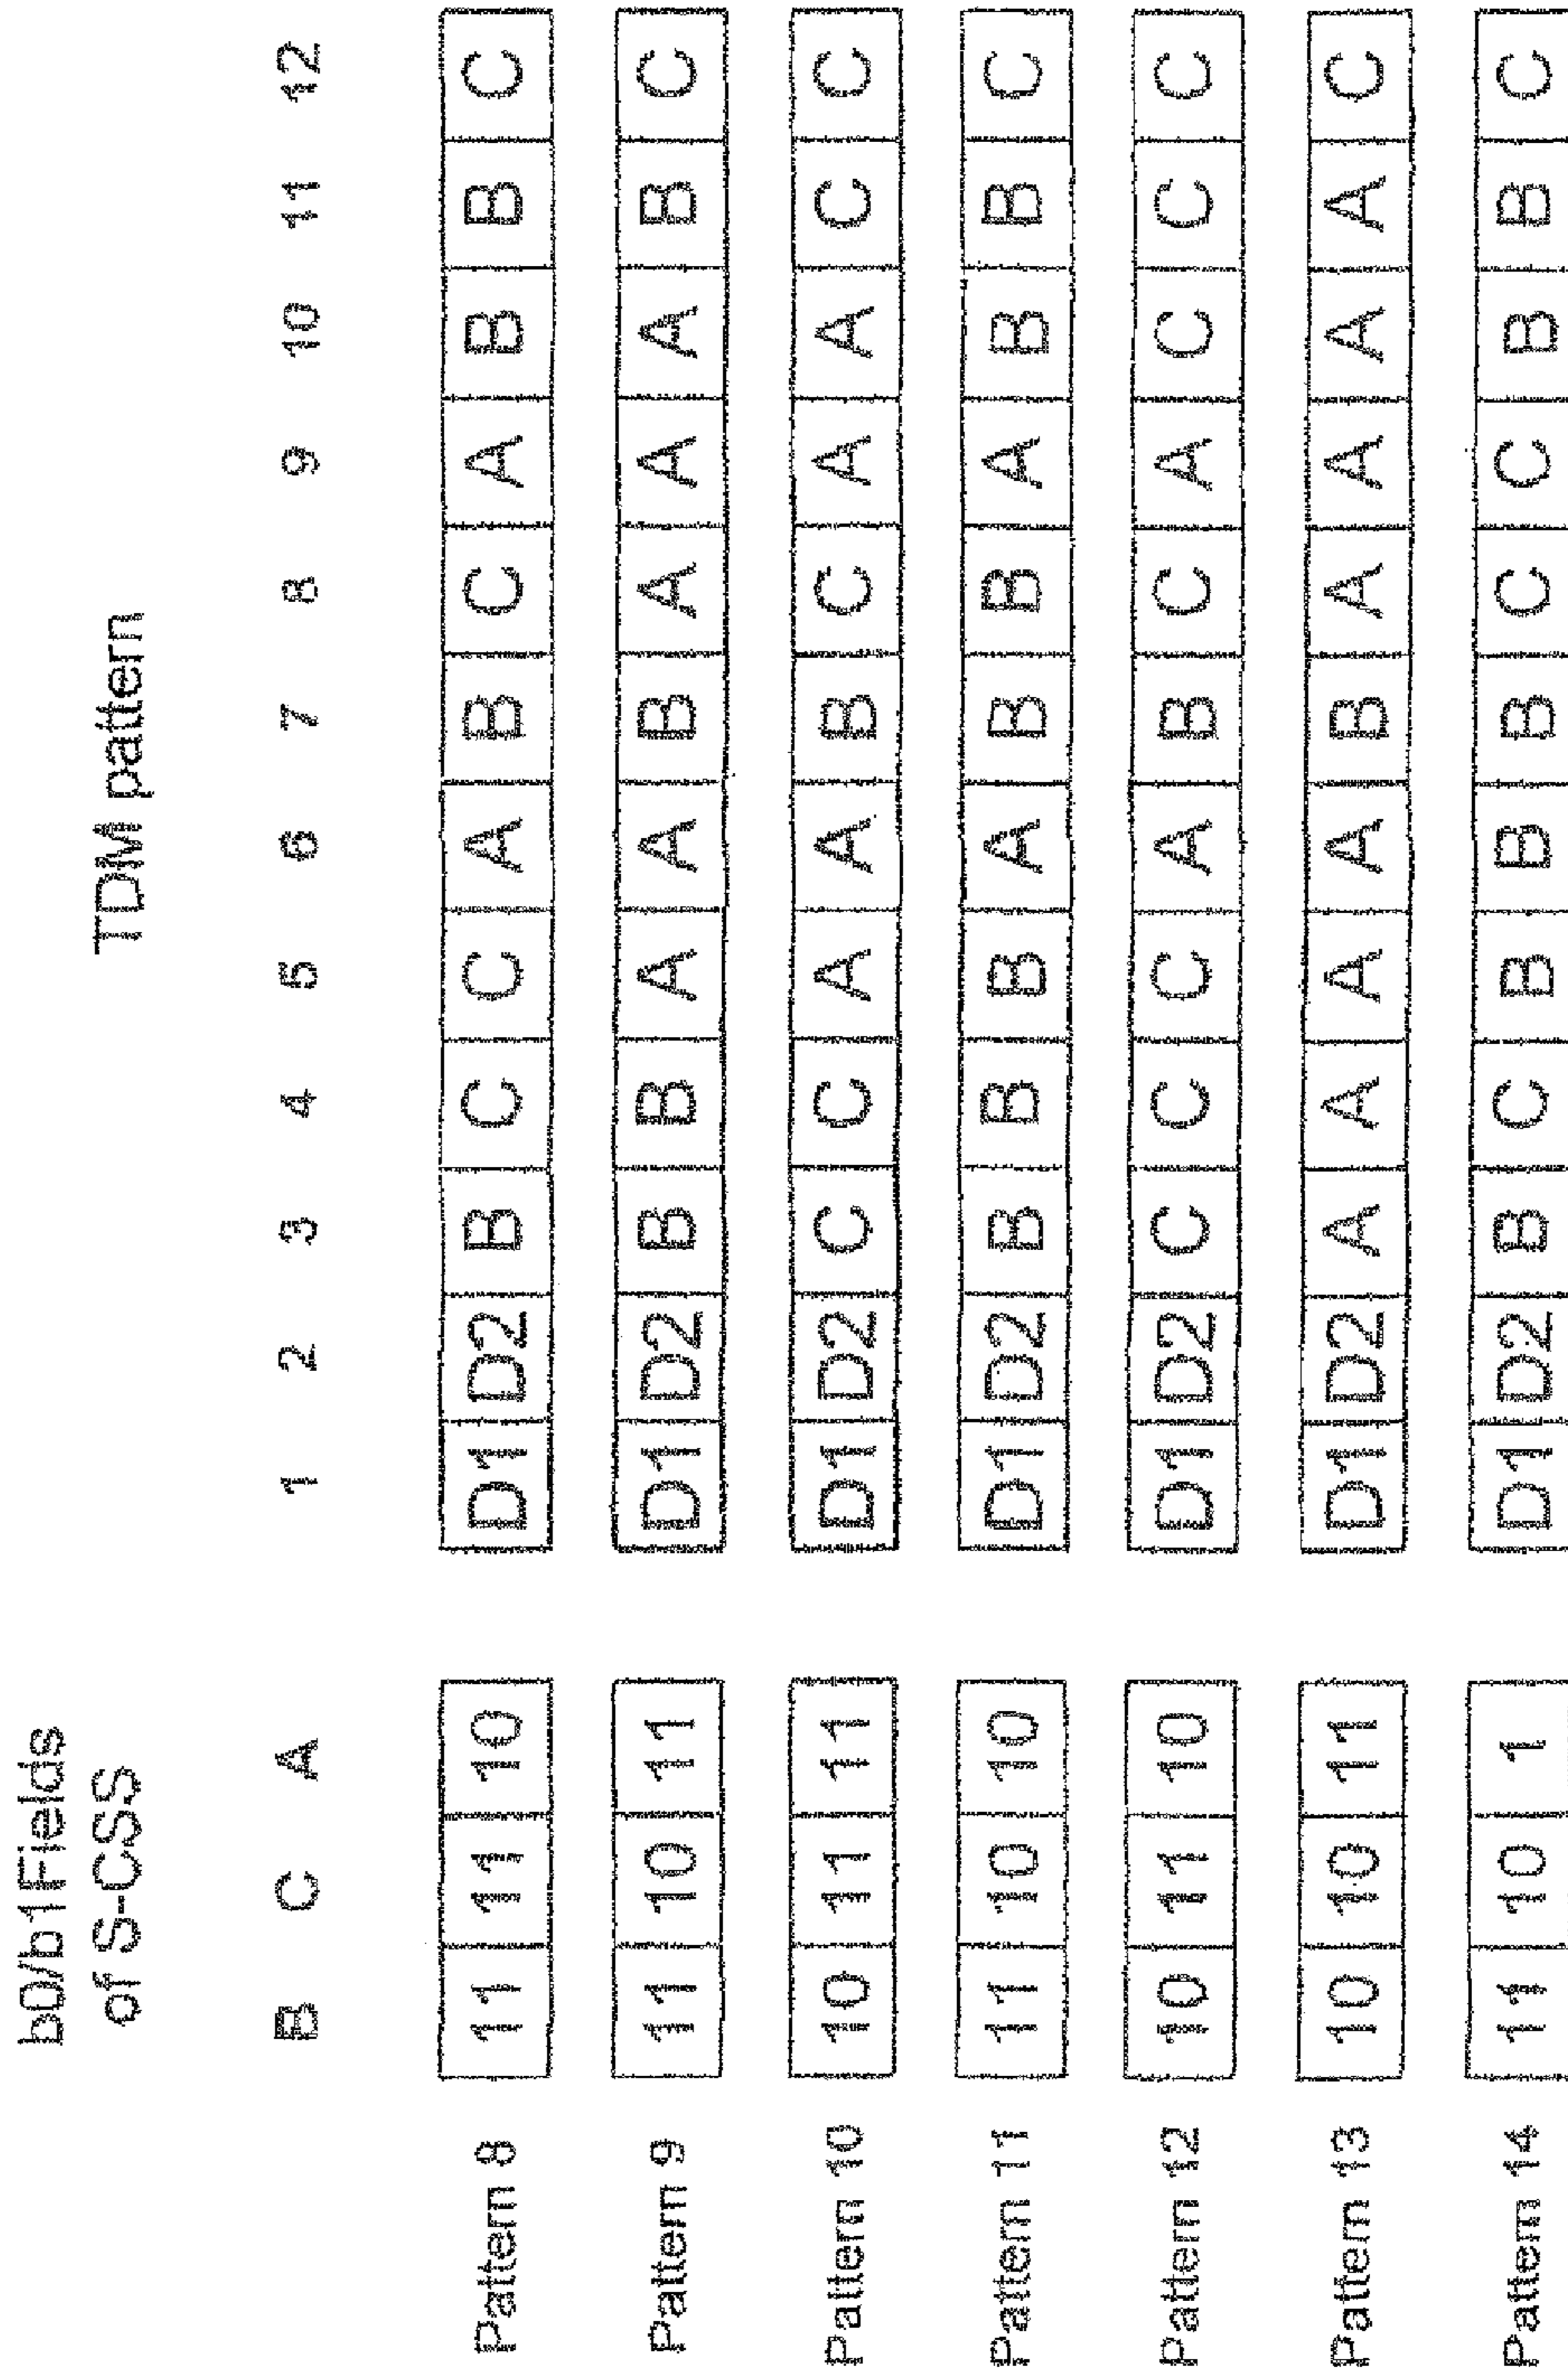 b0/b1Fields
of S-CSS
TDM pattern
B C A 1 2 3 4 5 6 7 8 9 10 11 12
Pattern 8 11 11 10 D1 D2 B C C A B C A B B C
Pattern 9 11 10 11 D1 D2 B B A A B A A A B C
Pattern 10 10 11 11 D1 D2 C C A A B C A A C C
Pattern 11 11 10 10 D1 D2 B B B A B B A B B C
Pattern 12 10 11 10 D1 D2 C C C A B C A C C C
Pattern 13 10 10 11 D1 D2 A A A A B A A A A C
Pattern 14 11 10 1 D1 D2 B C B B B C C B B C